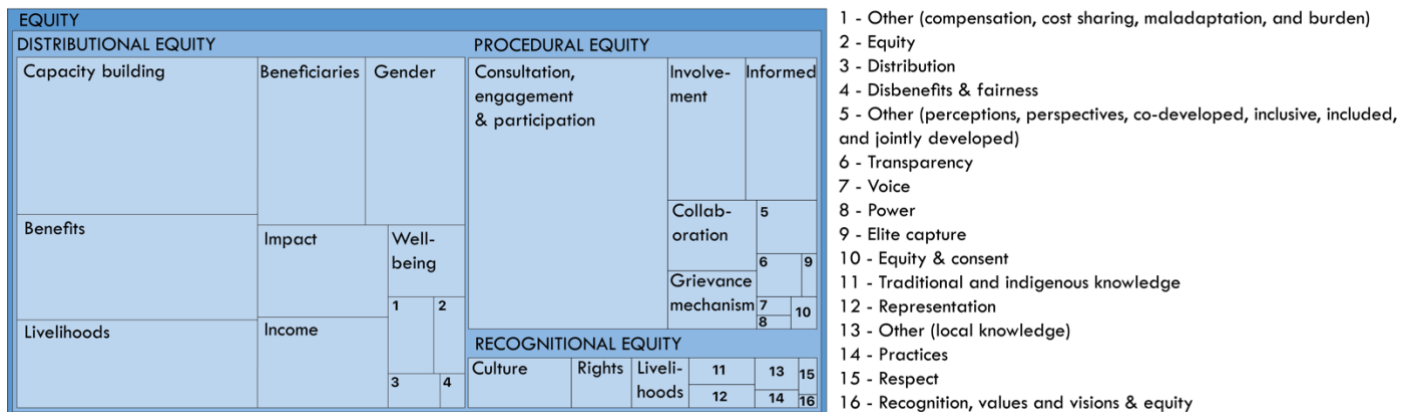 EQUITY
DISTRIBUTIONAL EQUITY
Capacity building
Beneficiaries
Gender
Benefits
Impact
Well-
being
1
2
Livelihoods
Income
3
4
PROCEDURAL EQUITY
Consultation,
engagement
& participation
Involve-
ment
Informed
Collab-
oration
5
6
9
Grievance
mechanism
7
8
10
RECOGNITIONAL EQUITY
Culture
Rights
Liveli-
hoods
11
12
13
14
15
16
1 - Other (compensation, cost sharing, maladaptation, and burden)
2 - Equity
3 - Distribution
4 - Disbenefits & fairness
5 - Other (perceptions, perspectives, co-developed, inclusive, included,
and jointly developed)
6 - Transparency
7 - Voice
8 - Power
9 - Elite capture
10 - Equity & consent
11 - Traditional and indigenous knowledge
12 - Representation
13 - Other (local knowledge)
14 - Practices
15 - Respect
16 - Recognition, values and visions & equity